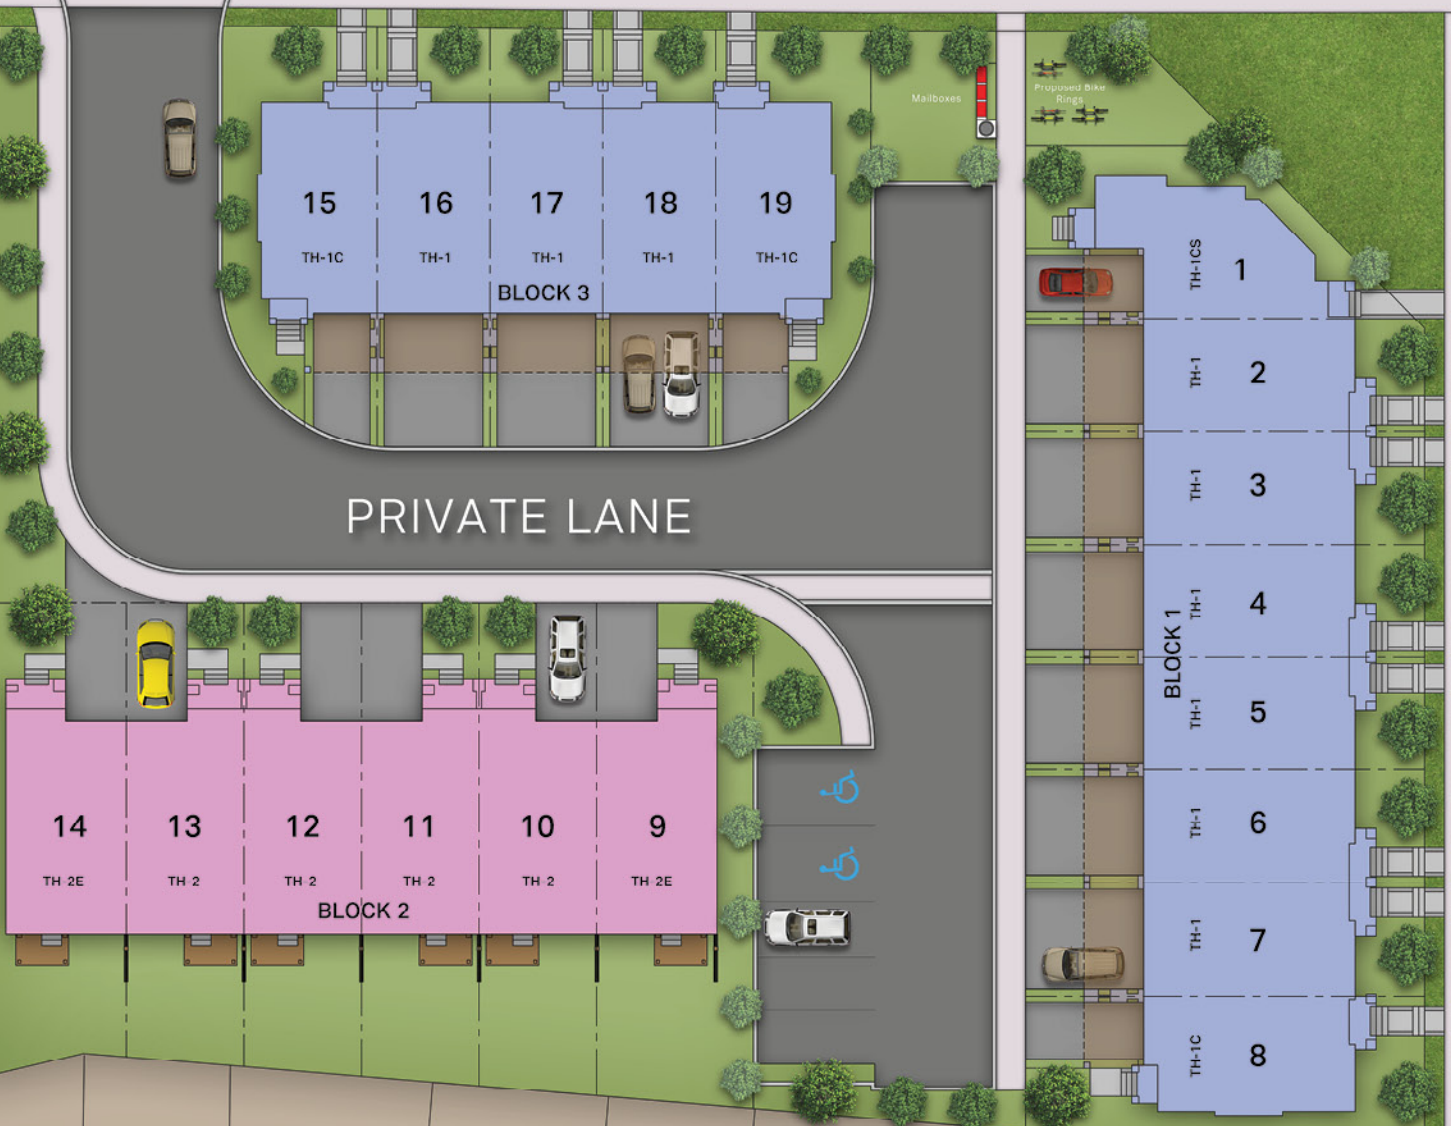 Mailboxes
Proposed Bike
Rings
15
16
17
18
19
TH-1C
TH-1
TH-1
TH-1
TH-1C
BLOCK 3
PRIVATE LANE
1
TH-1CS
2
TH-1
3
TH-1
4
TH-1
BLOCK 1
5
TH-1
6
TH-1
7
TH-1
8
TH-1C
14
13
12
11
10
9
TH-2E
TH-2
TH-2
TH-2
TH-2
TH-2E
BLOCK 2